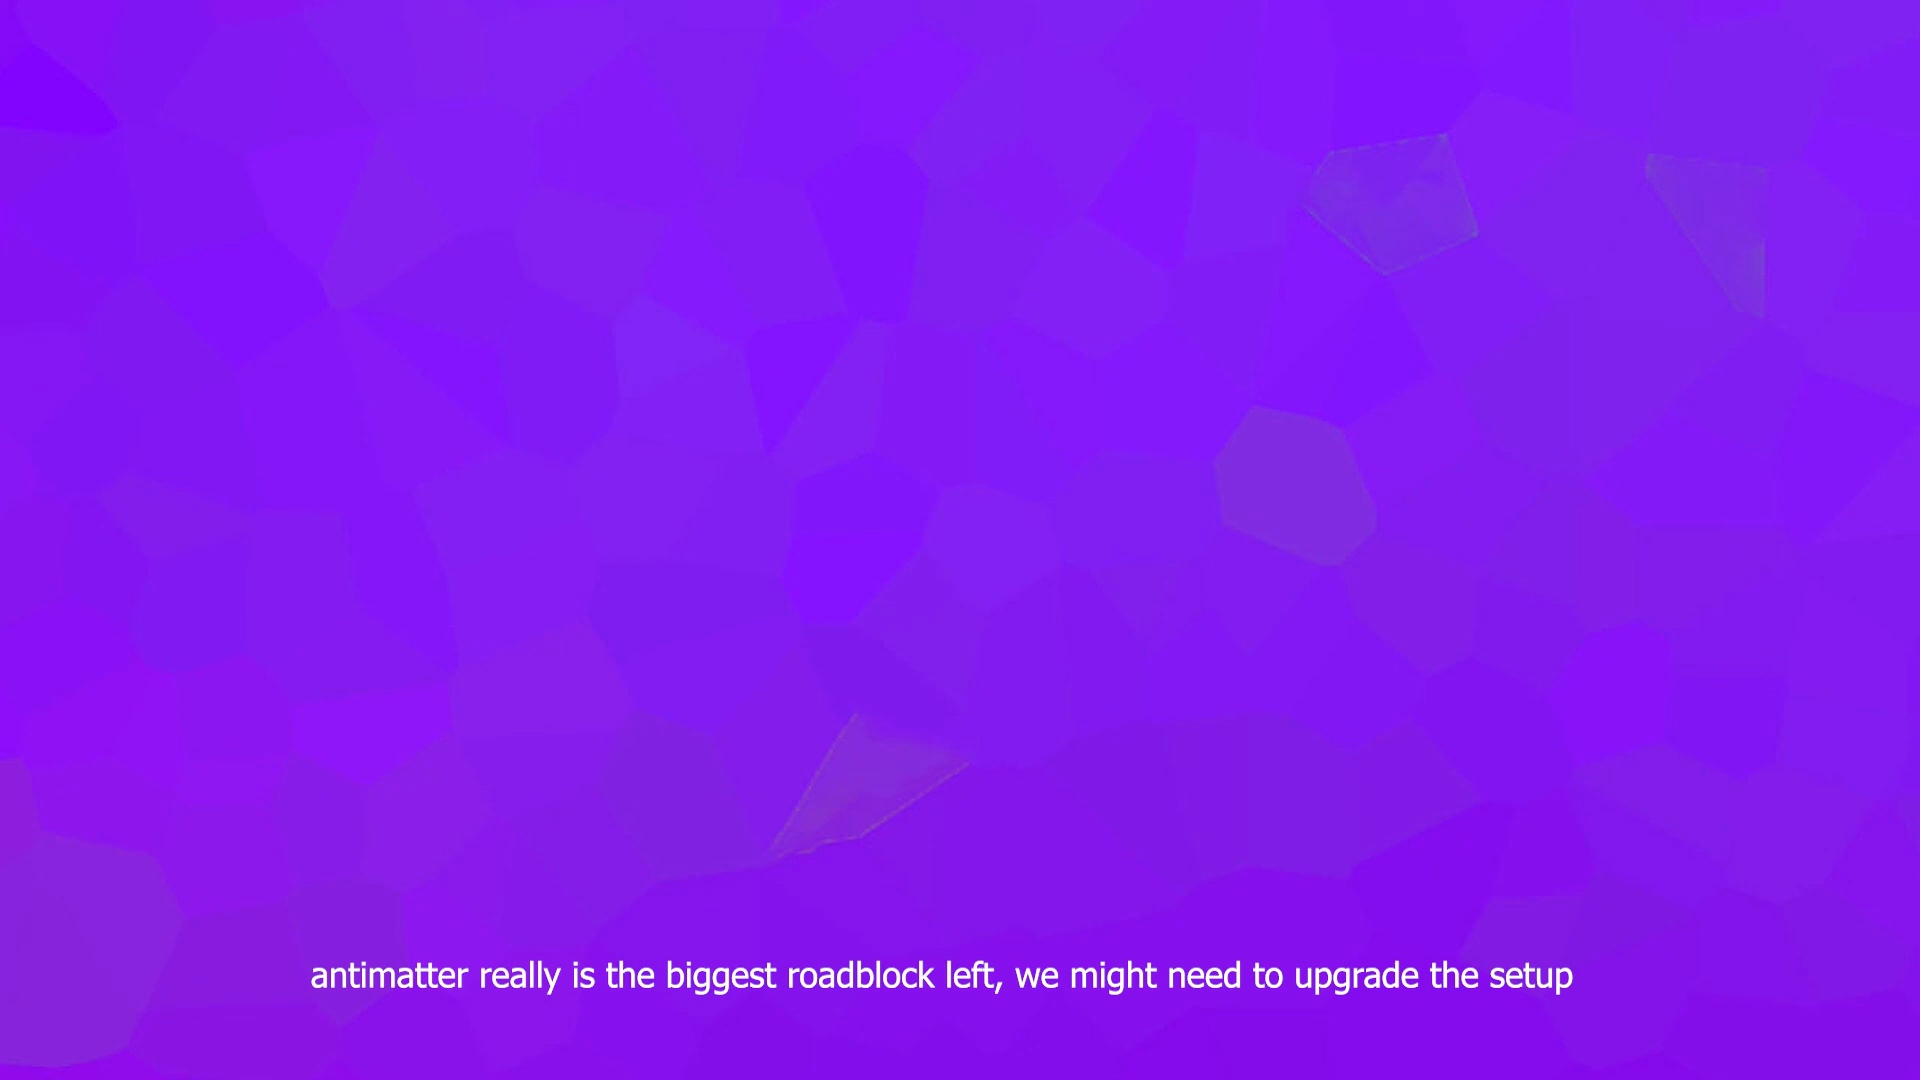 antimatter really is the biggest roadblock left, we might need to upgrade the setup